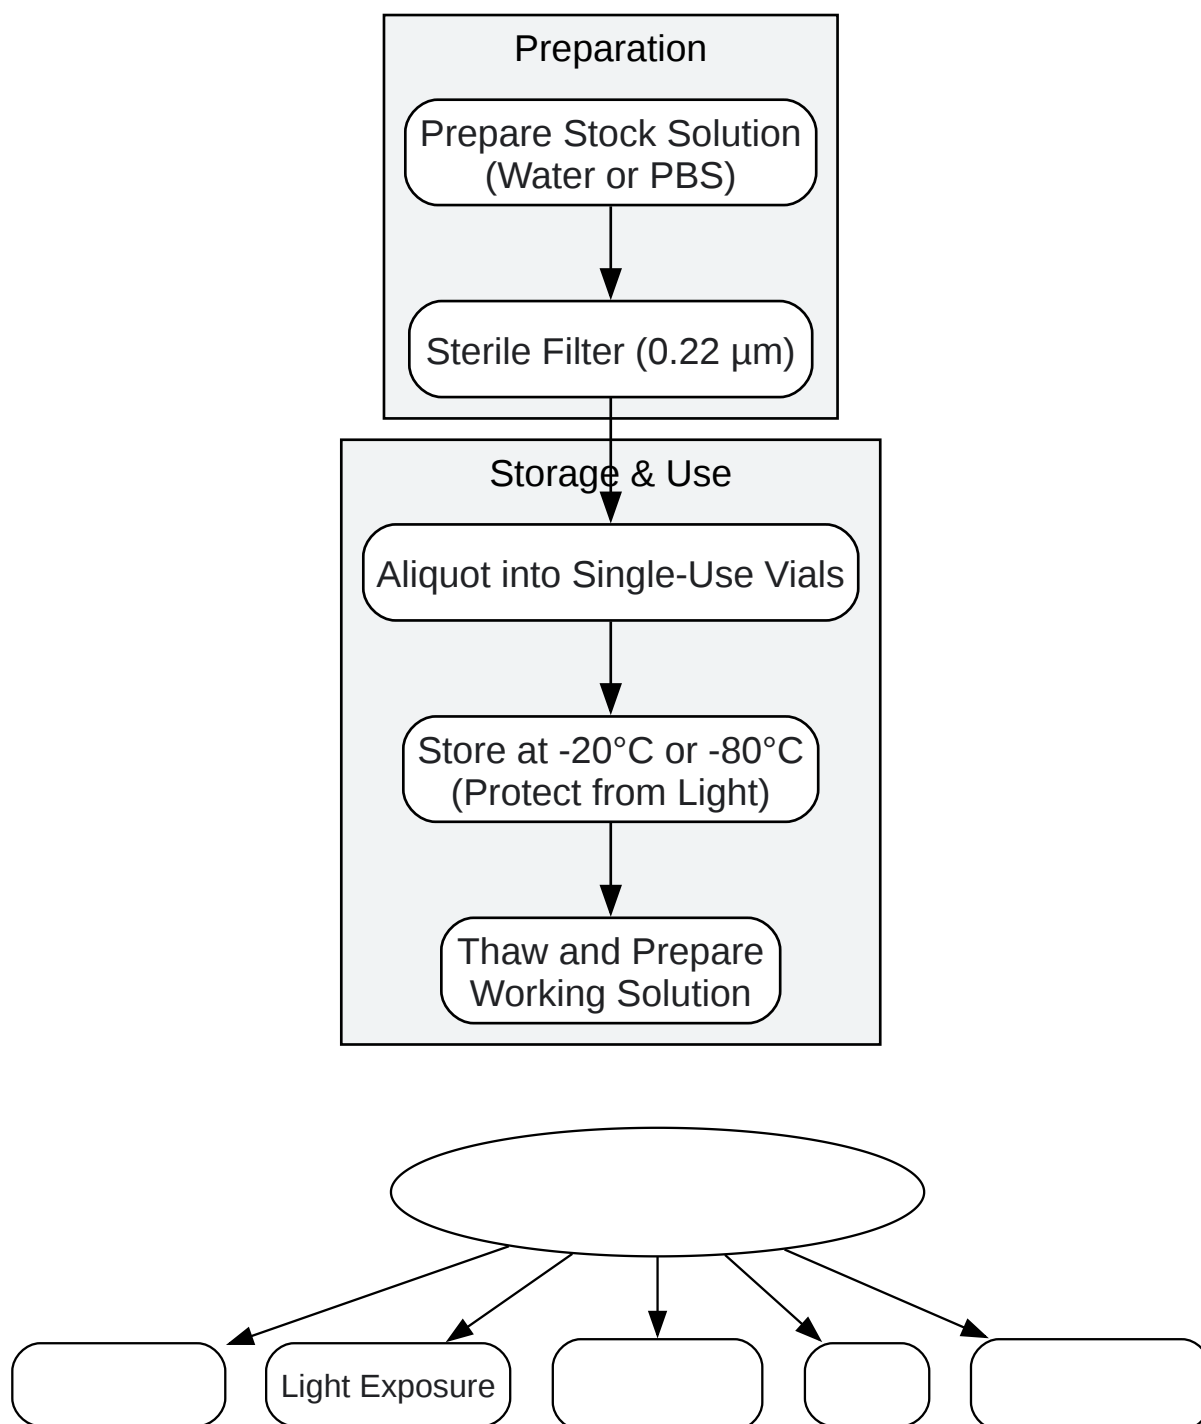 Preparation
Prepare Stock Solution
(Water or PBS)
Sterile Filter (0.22 µm)
Storage & Use
Aliquot into Single-Use Vials
Store at -20°C or -80°C
(Protect from Light)
Thaw and Prepare
Working Solution
Light Exposure